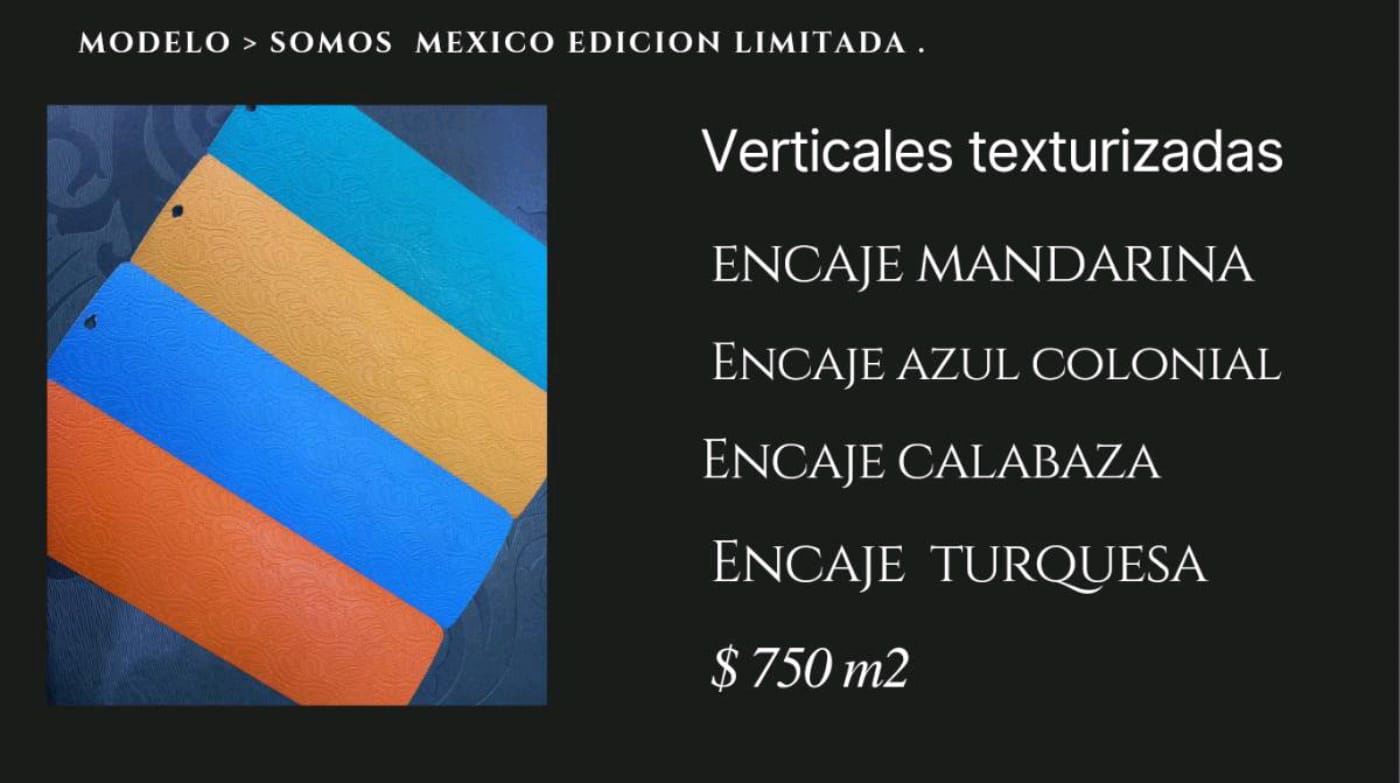 MODELO > SOMOS MEXICO EDICION LIMITADA .
Verticales texturizadas
ENCAJE MANDARINA
ENCAJE AZUL COLONIAL
ENCAJE CALABAZA
ENCAJE TURQUESA
$ 750 m2